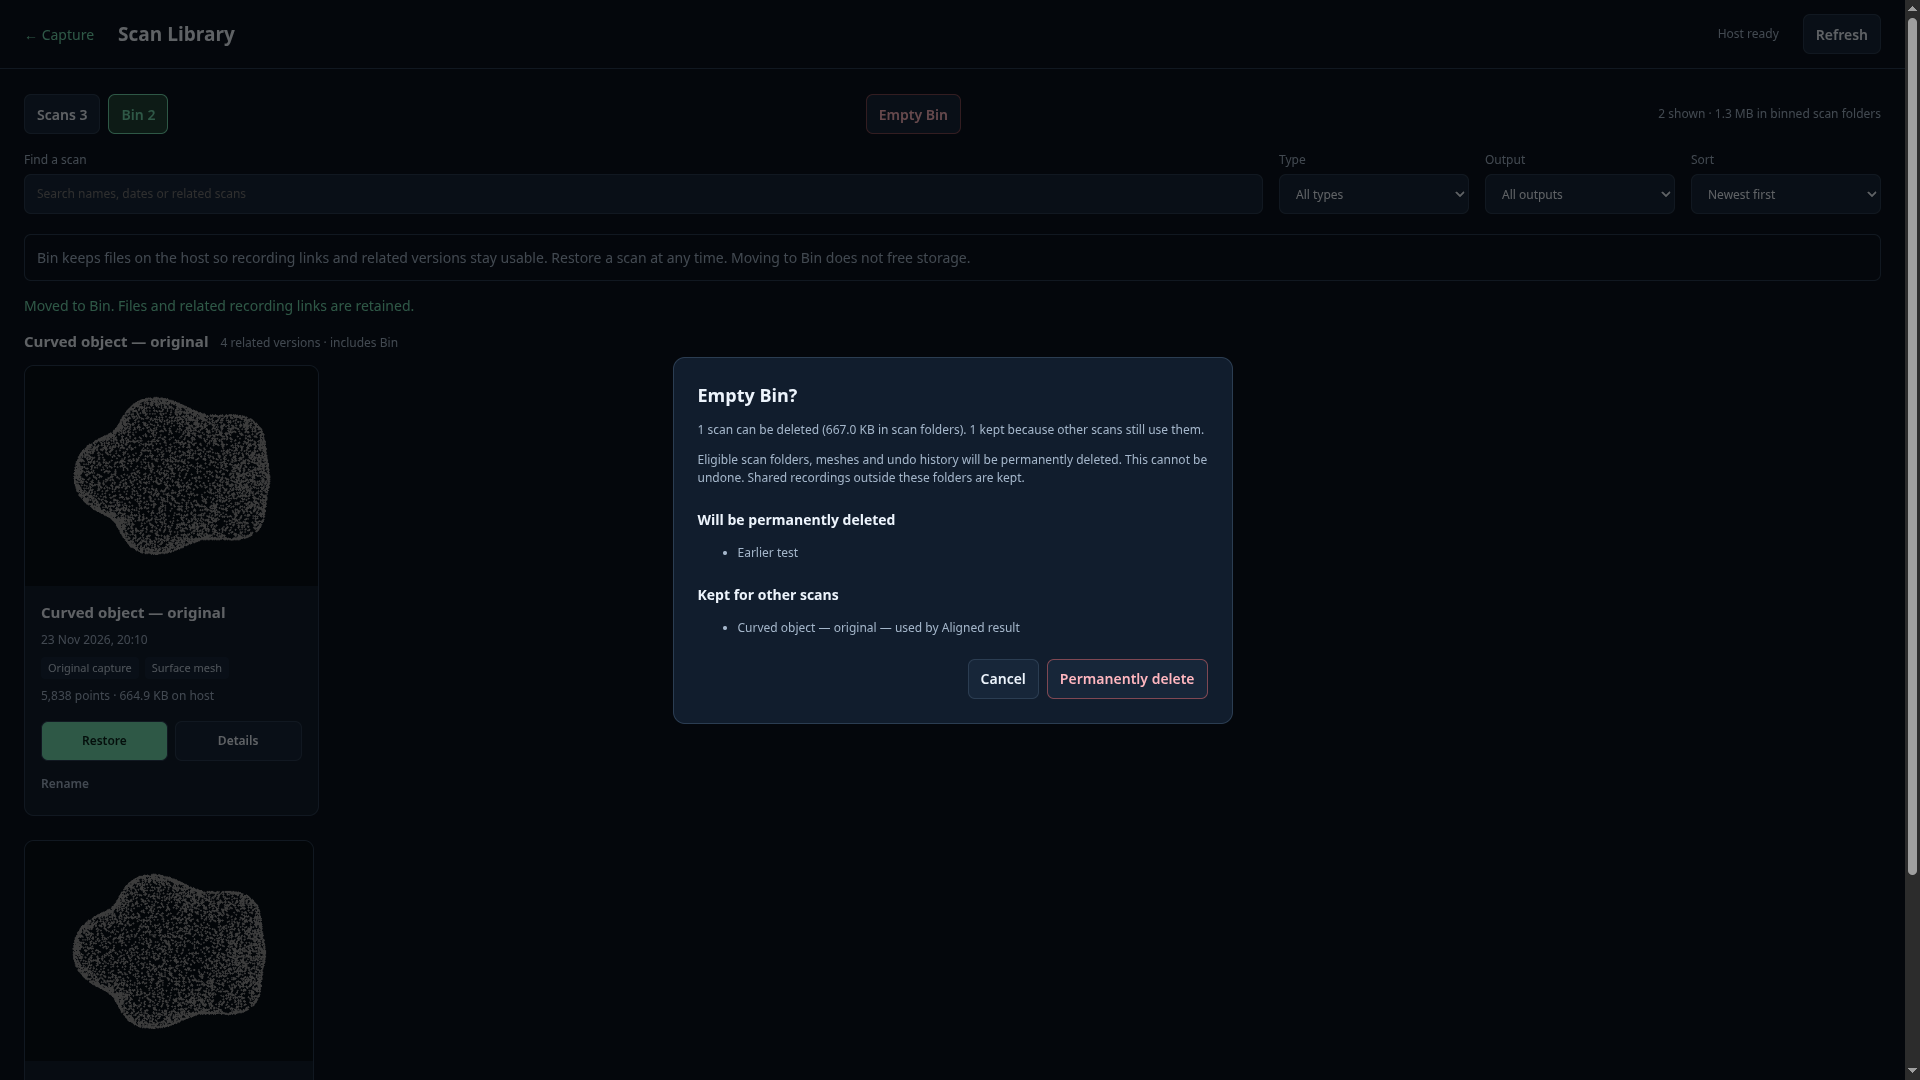 ← Capture
Scan Library
Host ready
Refresh
Scans 3
Bin 2
Empty Bin
2 shown · 1.3 MB in binned scan folders
Find a scan
Type
Output
Sort
Search names, dates or related scans
All types
All outputs
Newest first
Bin keeps files on the host so recording links and related versions stay usable. Restore a scan at any time. Moving to Bin does not free storage.
Moved to Bin. Files and related recording links are retained.
Curved object — original
4 related versions · includes Bin
Curved object — original
23 Nov 2026, 20:10
Original capture
Surface mesh
5,838 points · 664.9 KB on host
Restore
Details
Rename
Empty Bin?
1 scan can be deleted (667.0 KB in scan folders). 1 kept because other scans still use them.
Eligible scan folders, meshes and undo history will be permanently deleted. This cannot be
undone. Shared recordings outside these folders are kept.
Will be permanently deleted
• Earlier test
Kept for other scans
• Curved object — original — used by Aligned result
Cancel
Permanently delete